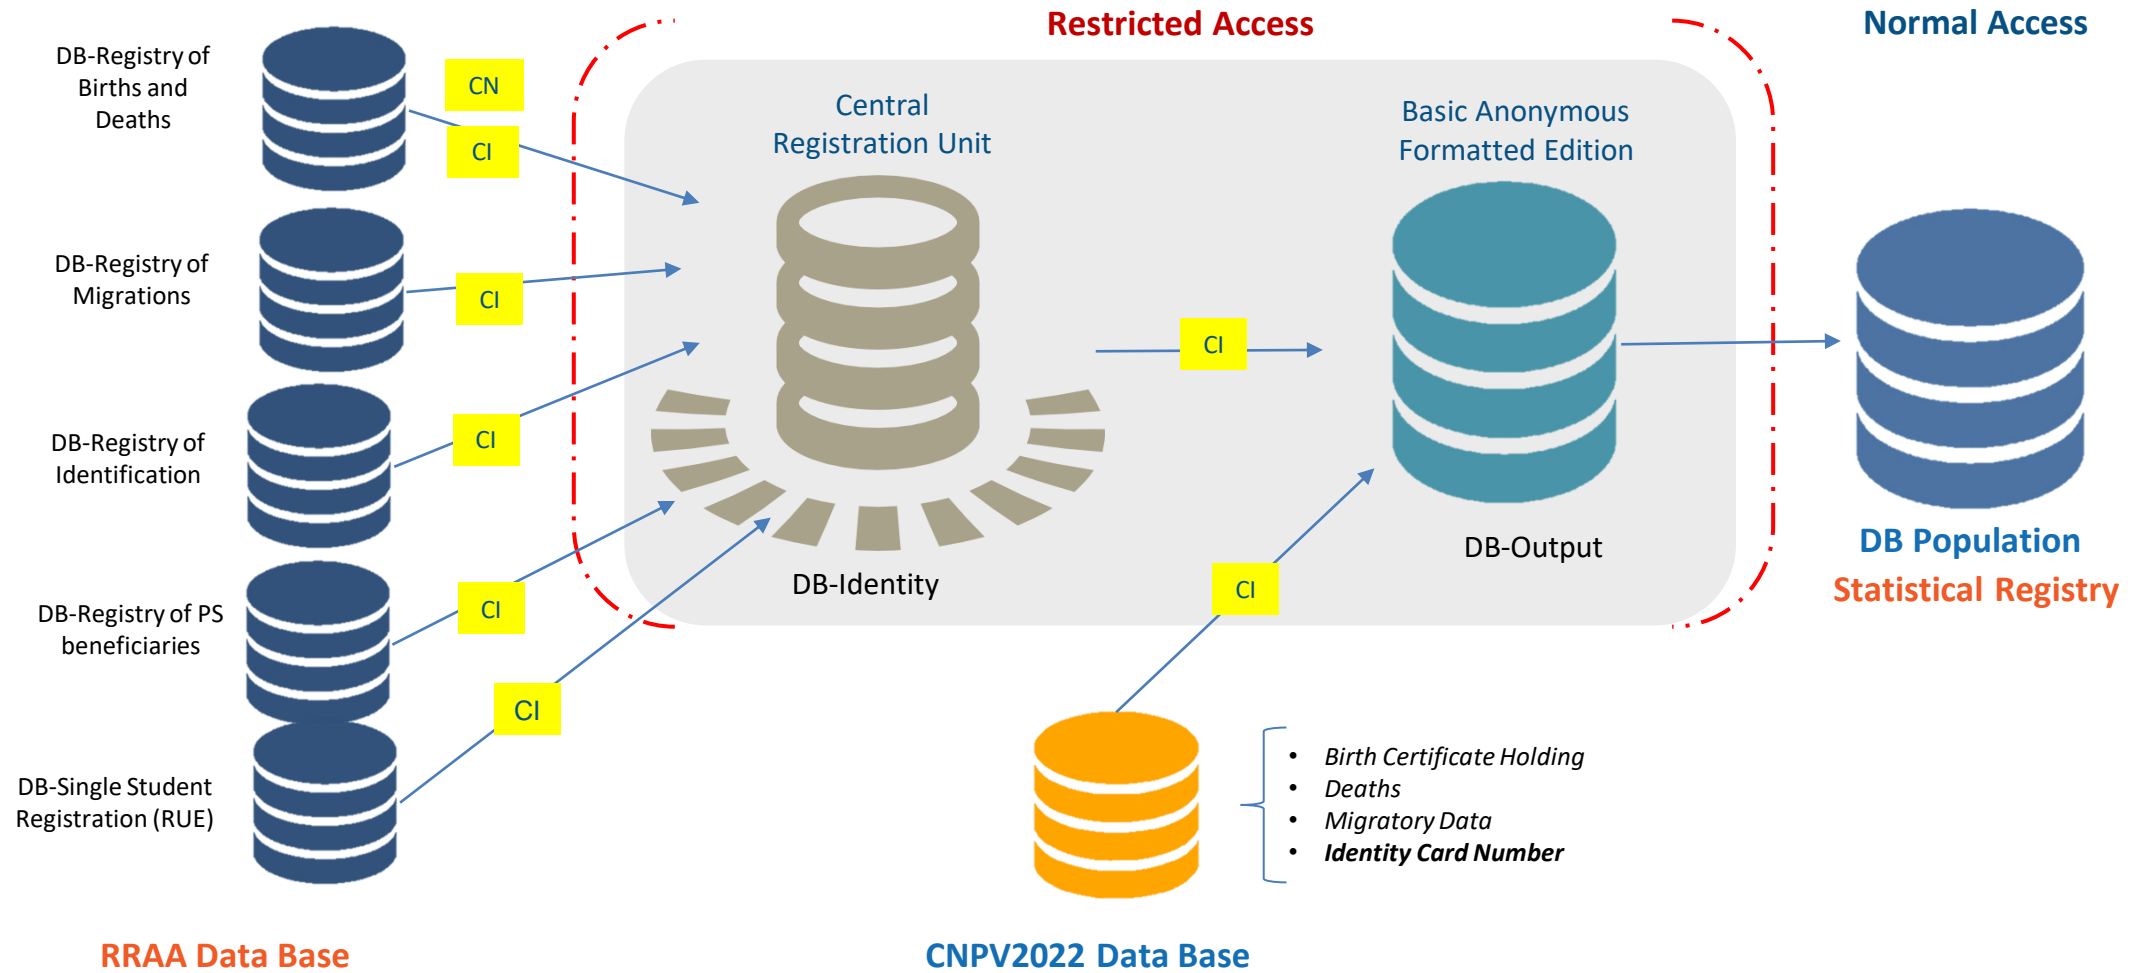 Restricted Access
Normal Access
DB-Registry of
Births and
Deaths
CN
CI
Central
Registration Unit
Basic Anonymous
Formatted Edition
DB-Registry of
Migrations
CI
CI
DB-Registry of
Identification
CI
DB-Output
DB Population
Statistical Registry
DB-Identity
CI
DB-Registry of PS
beneficiaries
CI
CI
DB-Single Student
Registration (RUE)
• Birth Certificate Holding
• Deaths
• Migratory Data
• Identity Card Number
RRAA Data Base
CNPV2022 Data Base